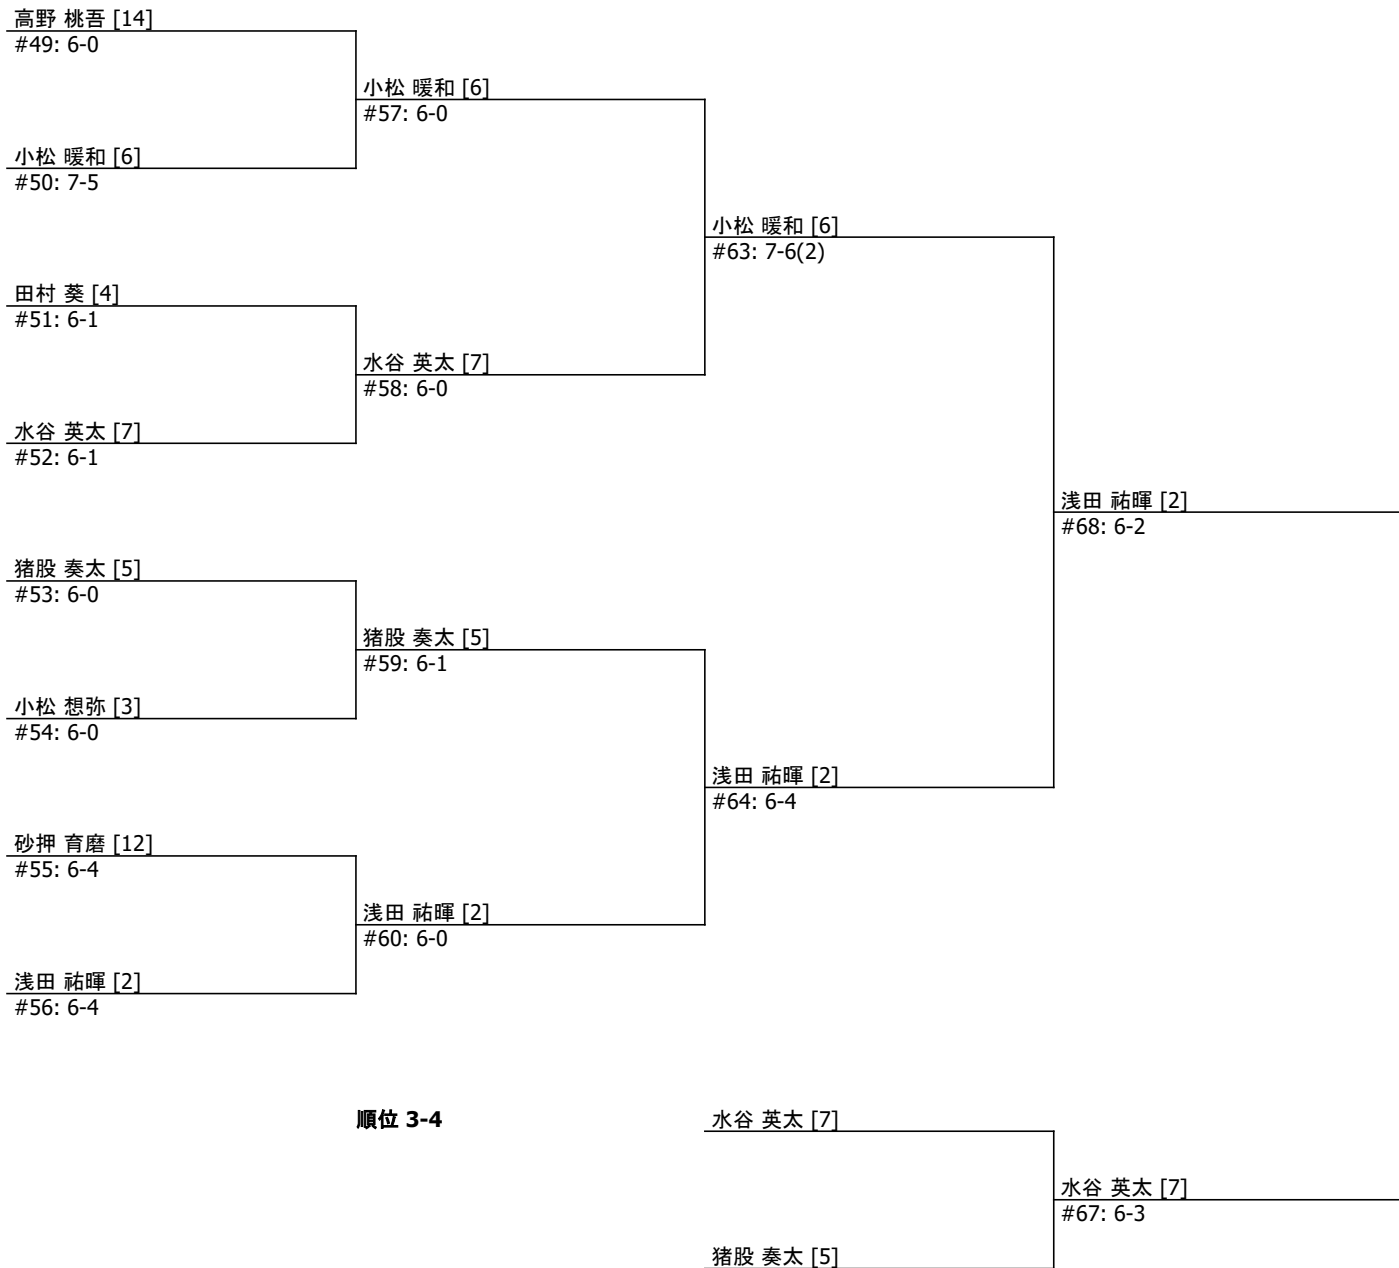 高野 桃吾 [14]
#49: 6-0
小松 暖和 [6]
#57: 6-0
小松 暖和 [6]
#50: 7-5
小松 暖和 [6]
#63: 7-6(2)
田村 葵 [4]
#51: 6-1
水谷 英太 [7]
#58: 6-0
水谷 英太 [7]
#52: 6-1
浅田 祐暉 [2]
#68: 6-2
猪股 奏太 [5]
#53: 6-0
猪股 奏太 [5]
#59: 6-1
小松 想弥 [3]
#54: 6-0
浅田 祐暉 [2]
#64: 6-4
砂押 育磨 [12]
#55: 6-4
浅田 祐暉 [2]
#60: 6-0
浅田 祐暉 [2]
#56: 6-4
順位 3-4
水谷 英太 [7]
水谷 英太 [7]
#67: 6-3
猪股 奏太 [5]